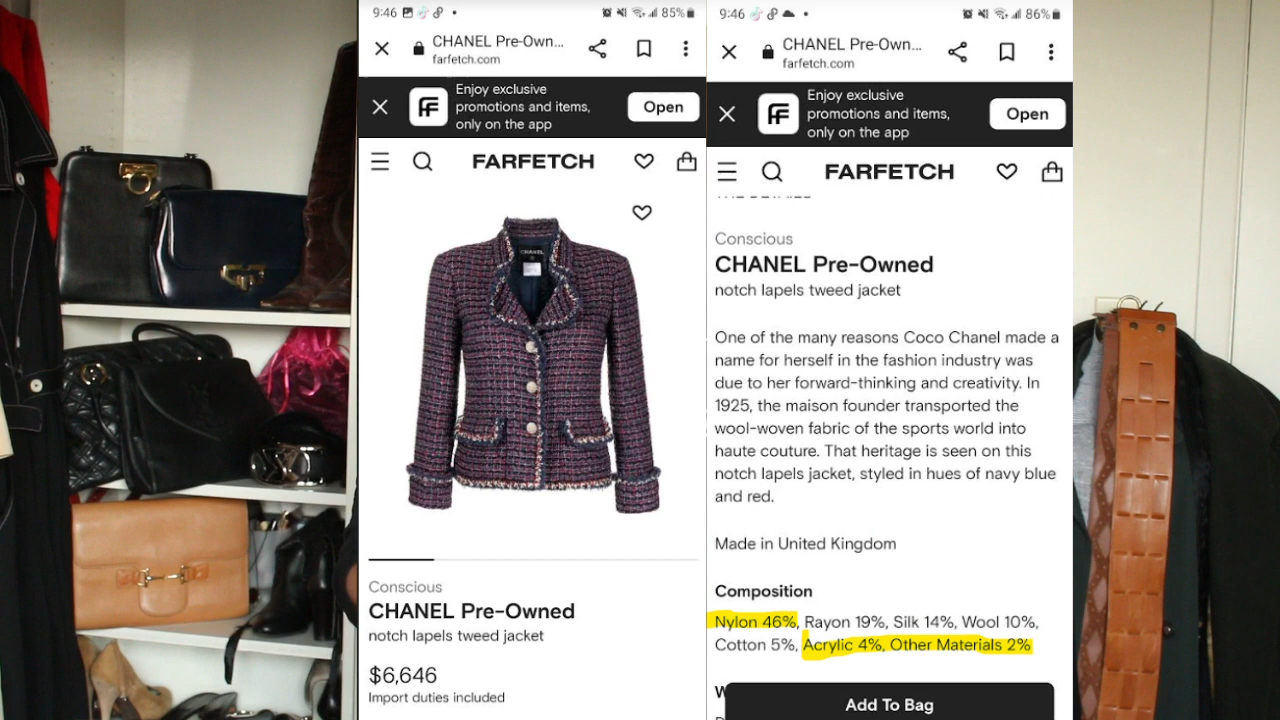 9:46
85%
CHANEL Pre-Own...
farfetch.com
Enjoy exclusive
promotions and items,
only on the app
Open
FARFETCH
CHANEL
Conscious
CHANEL Pre-Owned
notch lapels tweed jacket
$6,646
Import duties included
9:46
86%
CHANEL Pre-Own...
farfetch.com
Enjoy exclusive
promotions and items,
only on the app
Open
FARFETCH
Conscious
CHANEL Pre-Owned
notch lapels tweed jacket
One of the many reasons Coco Chanel made a
name for herself in the fashion industry was
due to her forward-thinking and creativity. In
1925, the maison founder transported the
wool-woven fabric of the sports world into
haute couture. That heritage is seen on this
notch lapels jacket, styled in hues of navy blue
and red.
Made in United Kingdom
Composition
Nylon 46%, Rayon 19%, Silk 14%, Wool 10%,
Cotton 5%, Acrylic 4%, Other Materials 2%
Add To Bag